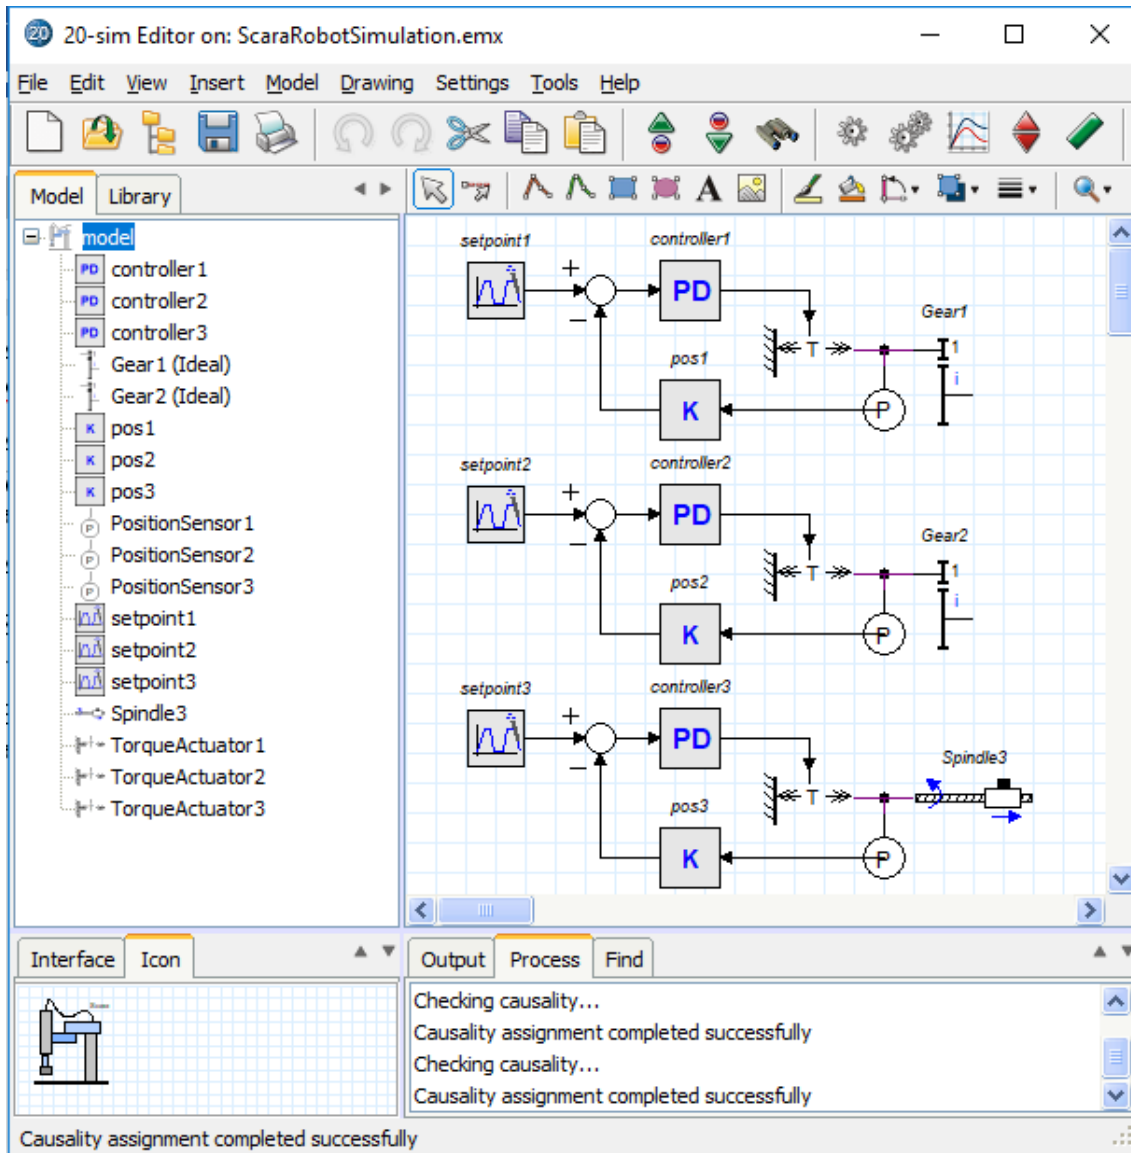 20 20-sim Editor on: ScaraRobotSimulation.emx
File Edit View Insert Model Drawing Settings Tools Help
Model Library
A
model
PD controller1
PD controller2
PD controller3
Gear1 (Ideal)
Gear2 (Ideal)
K pos1
K pos2
K pos3
P PositionSensor1
P PositionSensor2
P PositionSensor3
setpoint1
setpoint2
setpoint3
Spindle3
TorqueActuator1
TorqueActuator2
TorqueActuator3
setpoint1 controller1
+ PD
−
Gear1
T 1
pos1 i
K P
setpoint2 controller2
+ PD
−
Gear2
T 1
pos2 i
K P
setpoint3 controller3
+ PD
−
Spindle3
T
pos3
K P
Interface Icon
Output Process Find
Checking causality...
Causality assignment completed successfully
Checking causality...
Causality assignment completed successfully
Causality assignment completed successfully